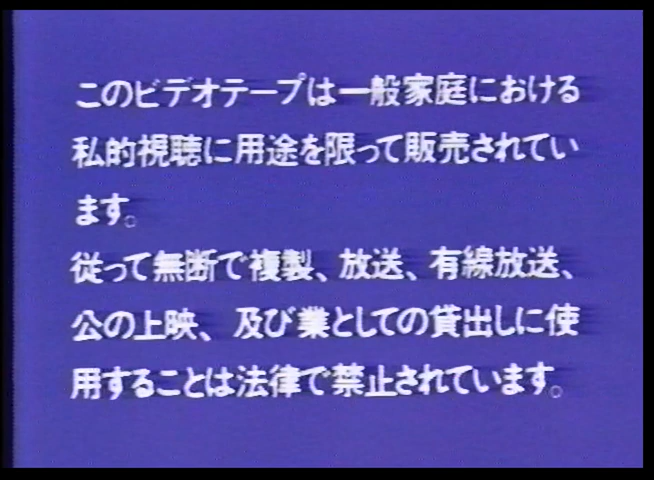 このビデオテープは一般家庭における
私的視聴に用途を限って販売されてい
ます。
従って無断で複製、放送、有線放送、
公の上映、及び業としての貸出しに使
用することは法律で禁止されています。